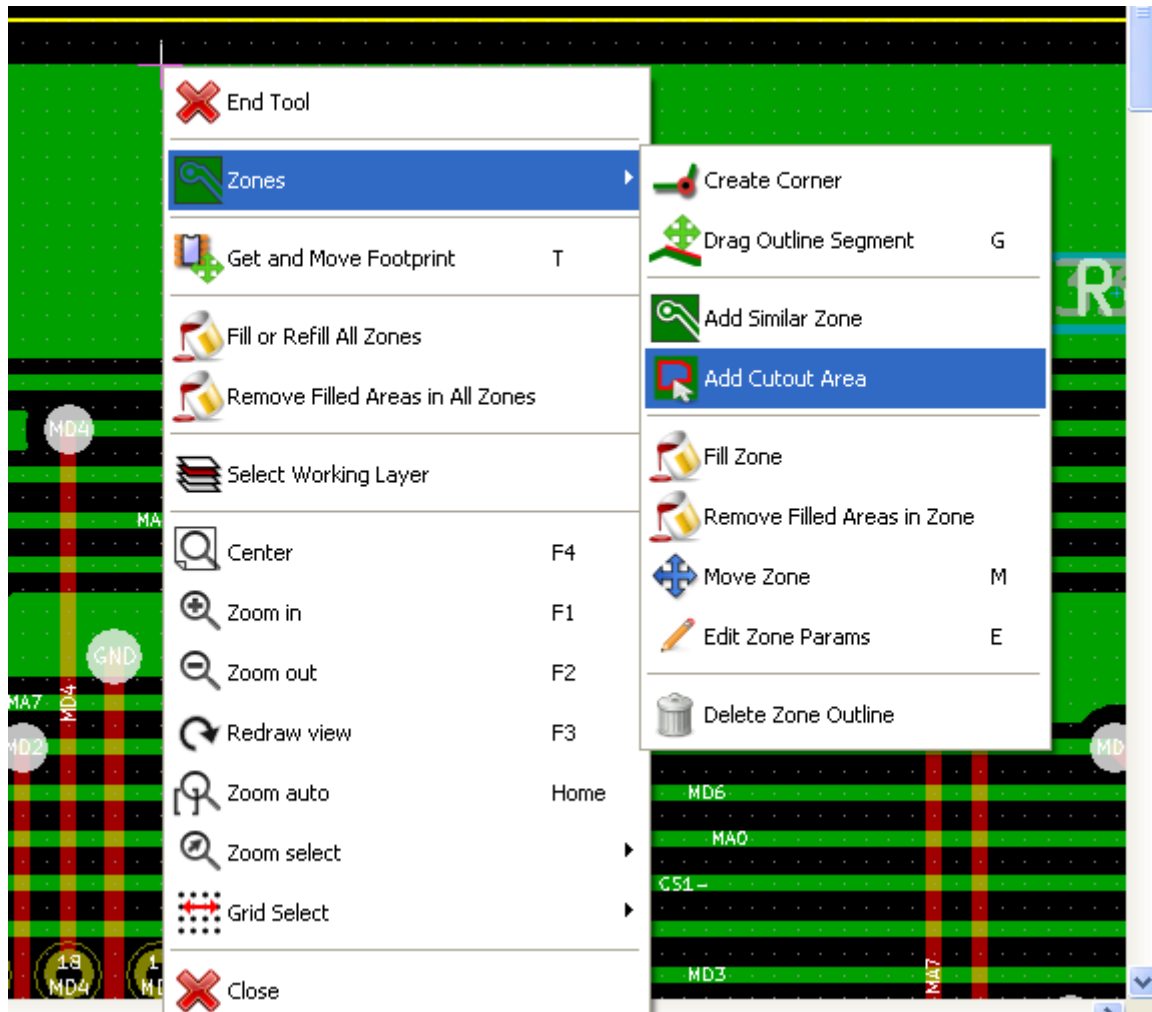 End Tool
Zones
Get and Move Footprint T
Fill or Refill All Zones
Remove Filled Areas in All Zones
Select Working Layer
Center F4
Zoom in F1
Zoom out F2
Redraw view F3
Zoom auto Home
Zoom select
Grid Select
Close
Create Corner
Drag Outline Segment G
Add Similar Zone
Add Cutout Area
Fill Zone
Remove Filled Areas in Zone
Move Zone M
Edit Zone Params E
Delete Zone Outline
R
MD4
MA
GND
MD4
MA7
MD2
MD
MD6
MA0
CS1-
MD3
MA7
18
MD4
1